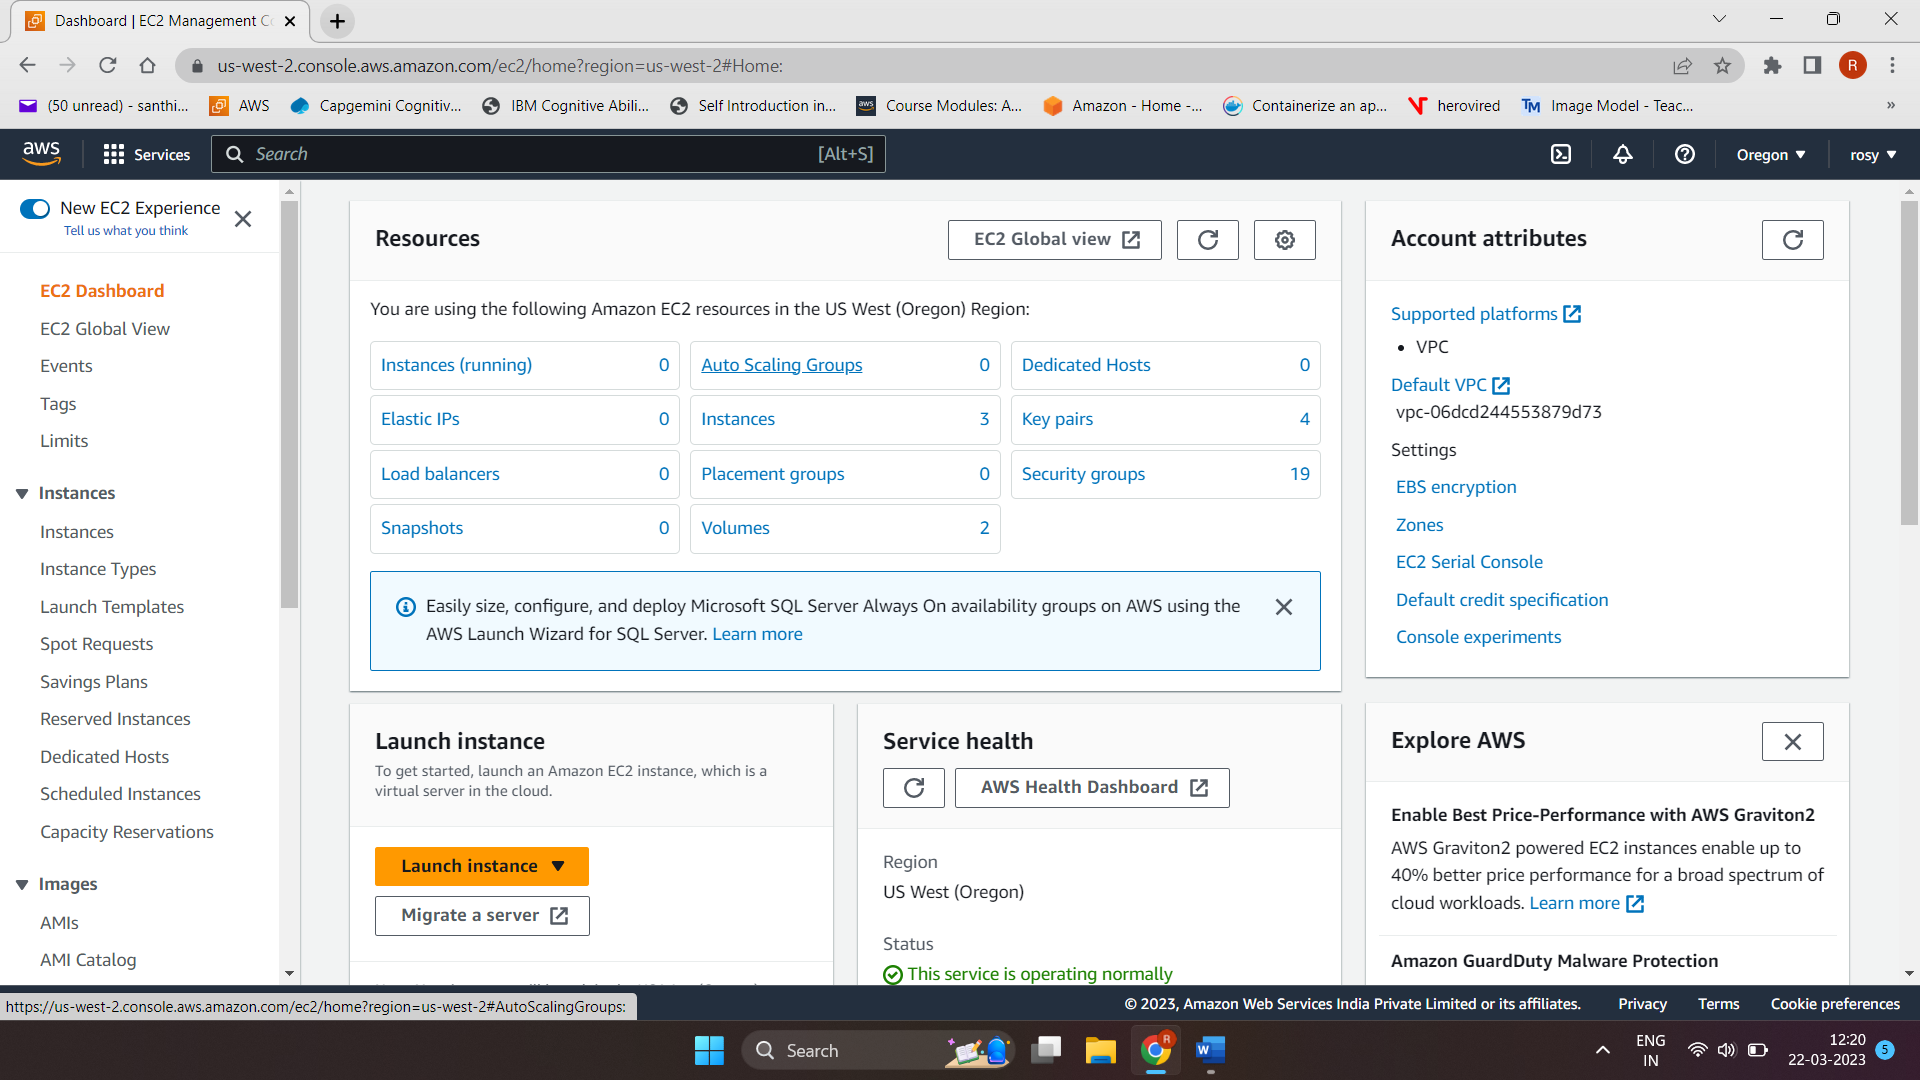 Dashboard | EC2 Management Co
us-west-2.console.aws.amazon.com/ec2/home?region=us-west-2#Home:
R
(50 unread) - santhi...
AWS
Capgemini Cognitiv...
IBM Cognitive Abili...
Self Introduction in...
Course Modules: A...
Amazon - Home -...
Containerize an ap...
herovired
TM Image Model - Teac...
»
aws
Services
Search
[Alt+S]
Oregon
rosy
New EC2 Experience
Tell us what you think
EC2 Dashboard
EC2 Global View
Events
Tags
Limits
Instances
Instances
Instance Types
Launch Templates
Spot Requests
Savings Plans
Reserved Instances
Dedicated Hosts
Scheduled Instances
Capacity Reservations
Images
AMIs
AMI Catalog
Resources
EC2 Global view
You are using the following Amazon EC2 resources in the US West (Oregon) Region:
Instances (running) 0
Auto Scaling Groups 0
Dedicated Hosts 0
Elastic IPs 0
Instances 3
Key pairs 4
Load balancers 0
Placement groups 0
Security groups 19
Snapshots 0
Volumes 2
Easily size, configure, and deploy Microsoft SQL Server Always On availability groups on AWS using the
AWS Launch Wizard for SQL Server. Learn more
Launch instance
To get started, launch an Amazon EC2 instance, which is a
virtual server in the cloud.
Launch instance
Migrate a server
Service health
AWS Health Dashboard
Region
US West (Oregon)
Status
This service is operating normally
Account attributes
Supported platforms
• VPC
Default VPC
vpc-06dcd244553879d73
Settings
EBS encryption
Zones
EC2 Serial Console
Default credit specification
Console experiments
Explore AWS
Enable Best Price-Performance with AWS Graviton2
AWS Graviton2 powered EC2 instances enable up to
40% better price performance for a broad spectrum of
cloud workloads. Learn more
Amazon GuardDuty Malware Protection
https://us-west-2.console.aws.amazon.com/ec2/home?region=us-west-2#AutoScalingGroups:
© 2023, Amazon Web Services India Private Limited or its affiliates.
Privacy
Terms
Cookie preferences
Search
R
W
ENG
IN
12:20
22-03-2023
5